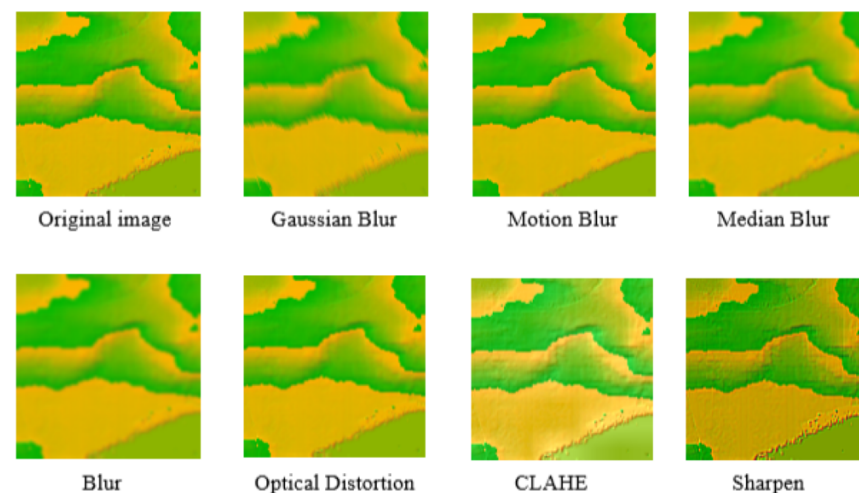 Original image
Gaussian Blur
Motion Blur
Median Blur
Blur
Optical Distortion
CLAHE
Sharpen